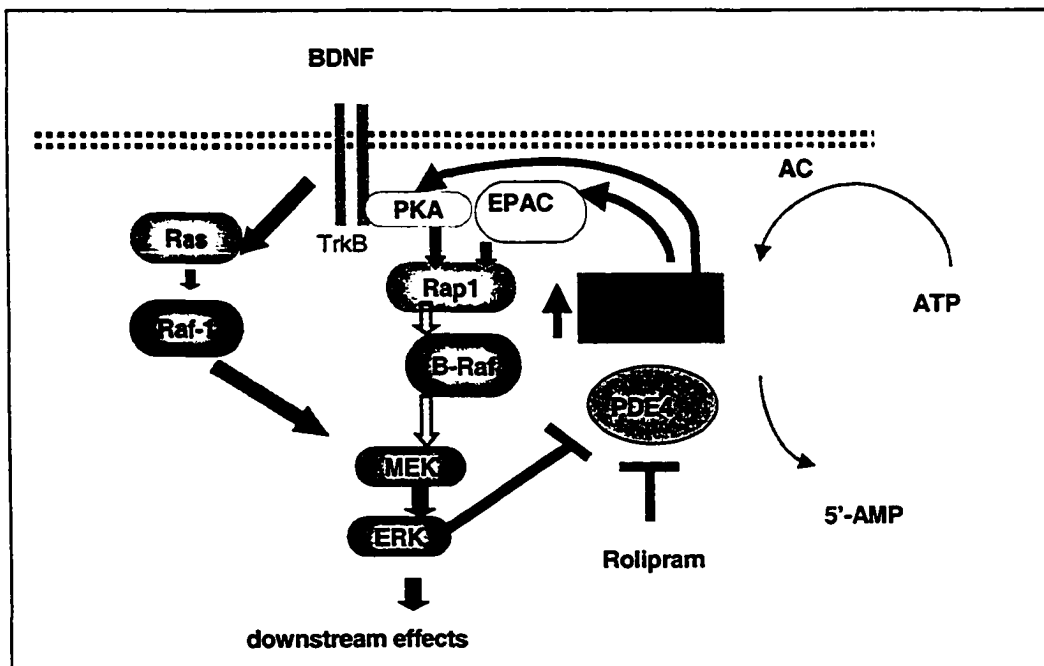 BDNF
AC
PKA
EPAC
Ras
TrkB
Rap1
ATP
Raf-1
B-Raf
PDE4
MEK
5'-AMP
ERK
Rolipram
downstream effects